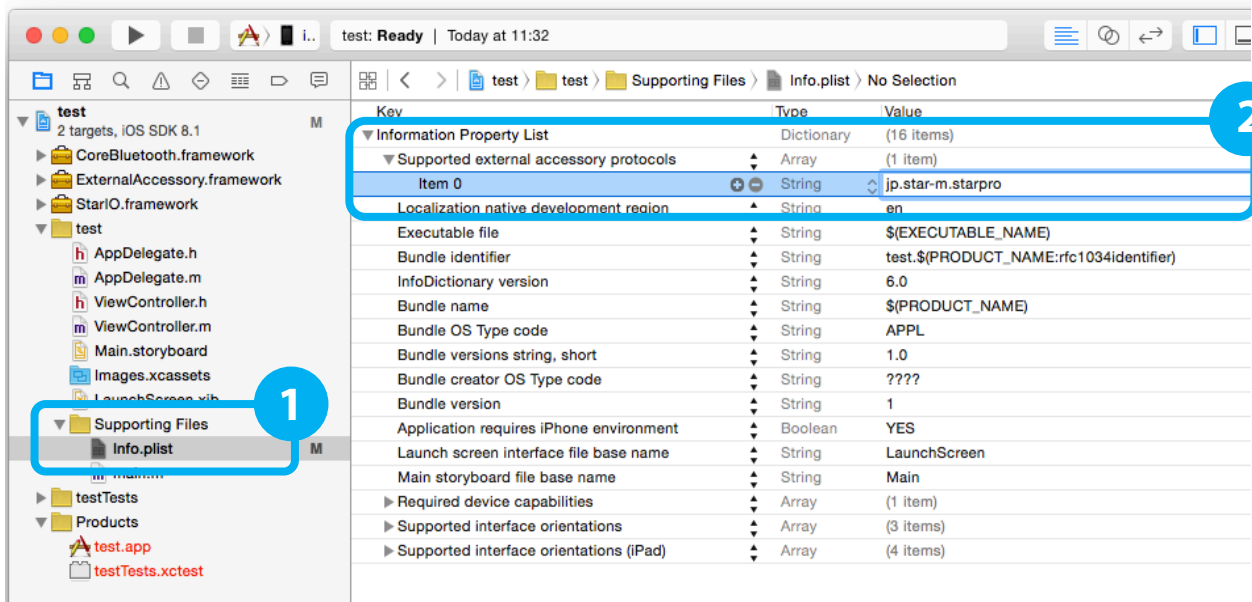 i..
test: Ready | Today at 11:32
test
2 targets, iOS SDK 8.1
M
CoreBluetooth.framework
ExternalAccessory.framework
StarIO.framework
test
AppDelegate.h
AppDelegate.m
ViewController.h
ViewController.m
Main.storyboard
Images.xcassets
LaunchScreen.xib
1
Supporting Files
Info.plist M
main.m
testTests
Products
test.app
testTests.xctest
test test Supporting Files Info.plist No Selection
Key Type Value
2
Information Property List Dictionary (16 items)
Supported external accessory protocols Array (1 item)
Item 0 String jp.star-m.starpro
Localization native development region String en
Executable file String $(EXECUTABLE_NAME)
Bundle identifier String test.$(PRODUCT_NAME:rfc1034identifier)
InfoDictionary version String 6.0
Bundle name String $(PRODUCT_NAME)
Bundle OS Type code String APPL
Bundle versions string, short String 1.0
Bundle creator OS Type code String ????
Bundle version String 1
Application requires iPhone environment Boolean YES
Launch screen interface file base name String LaunchScreen
Main storyboard file base name String Main
Required device capabilities Array (1 item)
Supported interface orientations Array (3 items)
Supported interface orientations (iPad) Array (4 items)